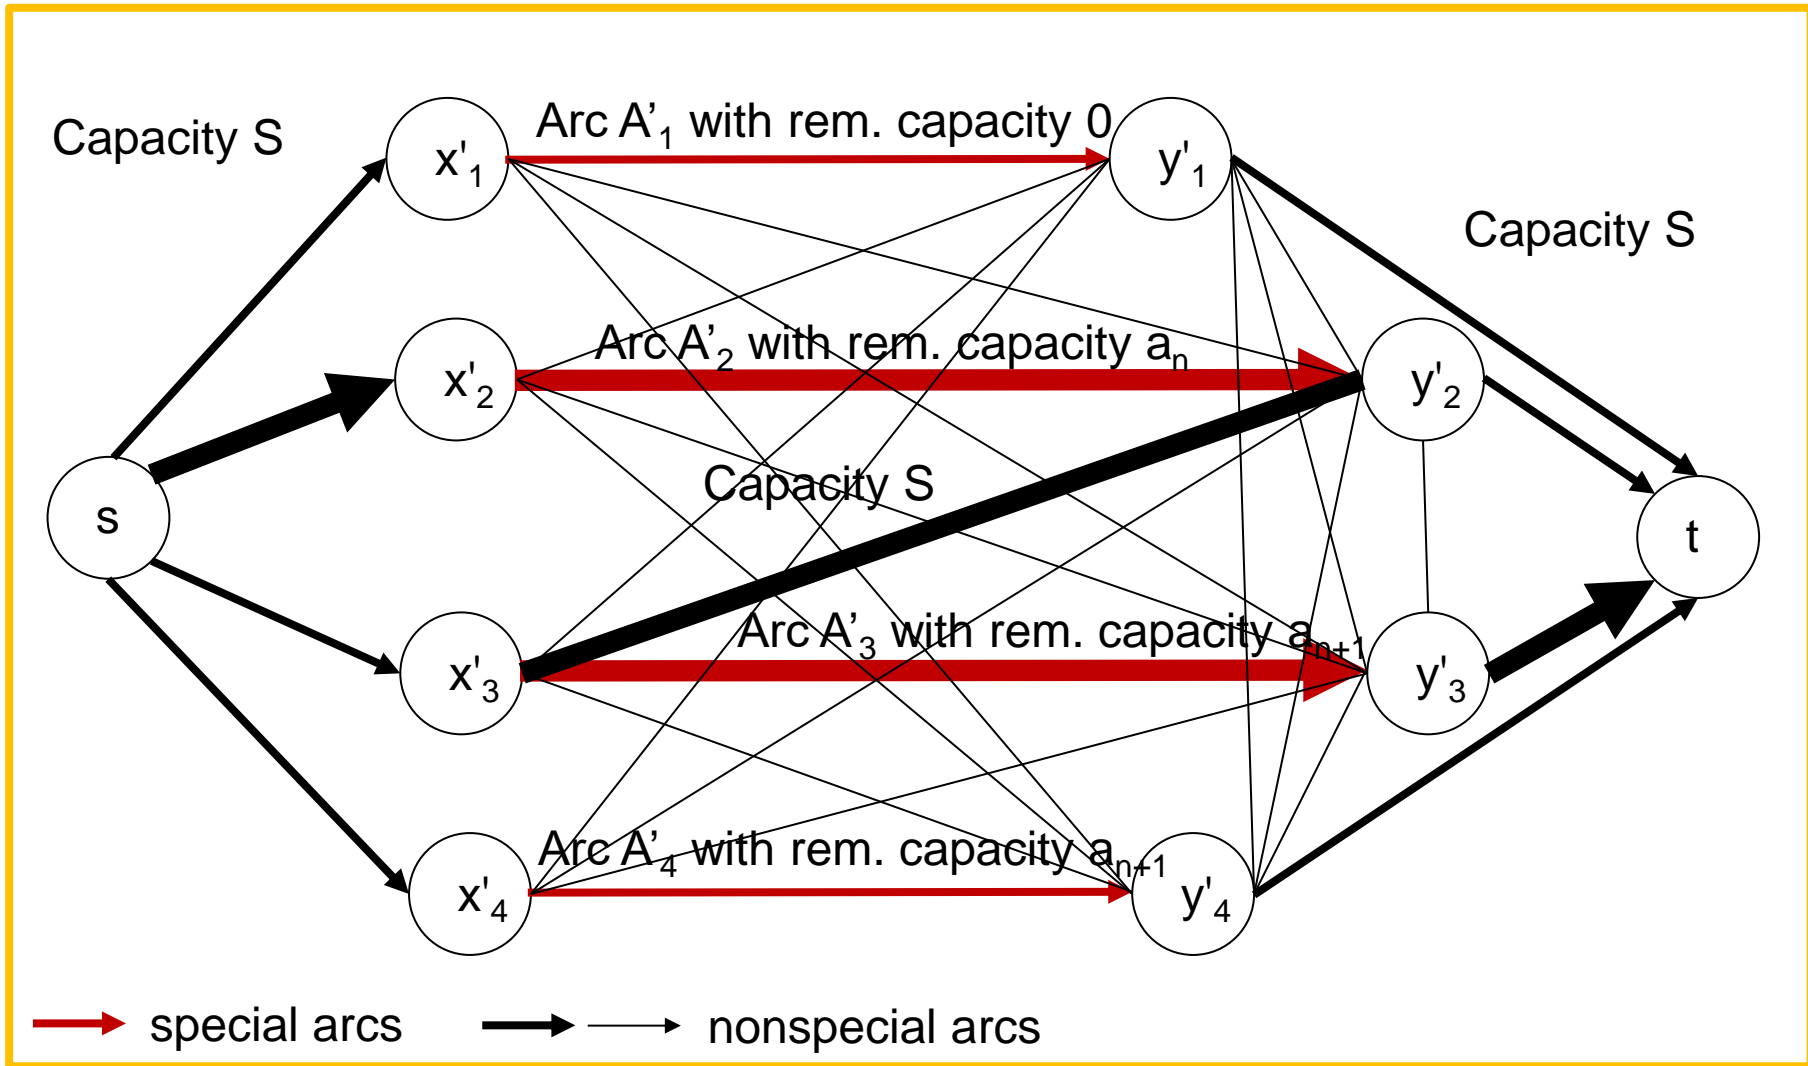 Capacity S
x'1
Arc A’1 with rem. capacity 0
y'1
Capacity S
x'2
Arc A’2 with rem. capacity an
y'2
Capacity S
s
t
x'3
Arc A’3 with rem. capacity an+1
y'3
x'4
Arc A’4 with rem. capacity an+1
y'4
special arcs
nonspecial arcs